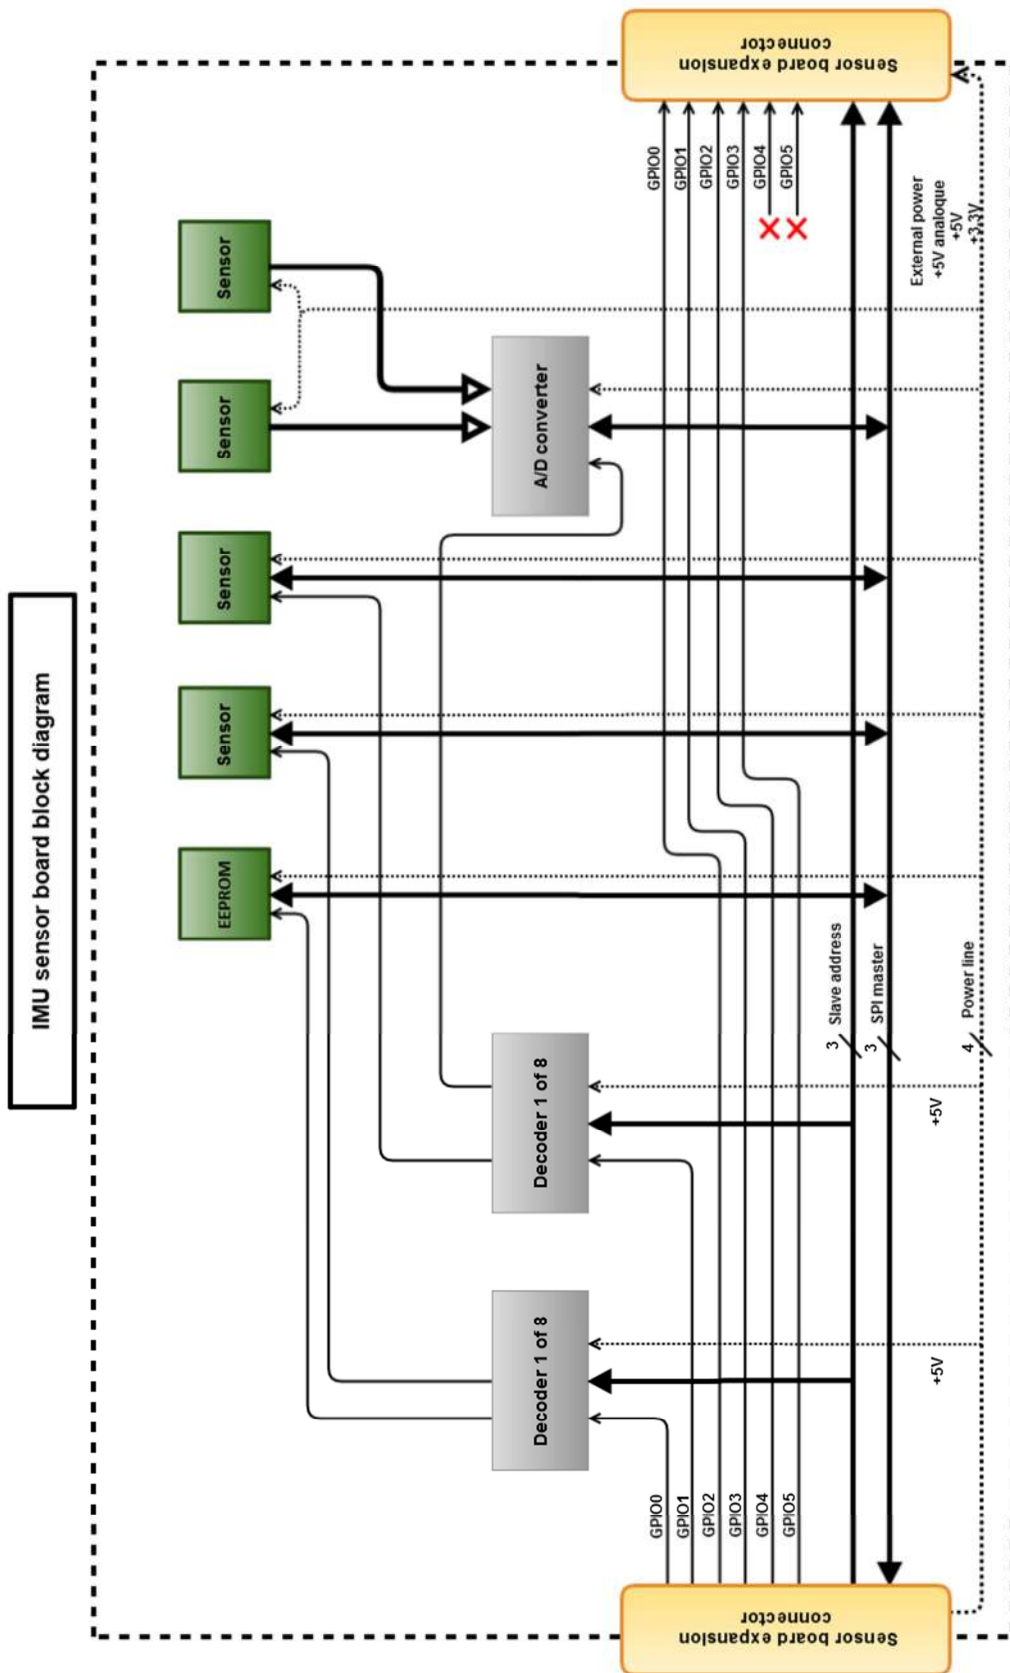 IMU sensor board block diagram
Sensor board expansion
connector
GPIO0
GPIO1
GPIO2
GPIO3
GPIO4
GPIO5
Decoder 1 of 8
+5V
Decoder 1 of 8
+5V
3 Slave address
3 SPI master
4 Power line
EEPROM
Sensor
Sensor
Sensor
Sensor
A/D converter
GPIO0
GPIO1
GPIO2
GPIO3
GPIO4
GPIO5
External power
+5V analogue
+5V
+3.3V
Sensor board expansion
connector